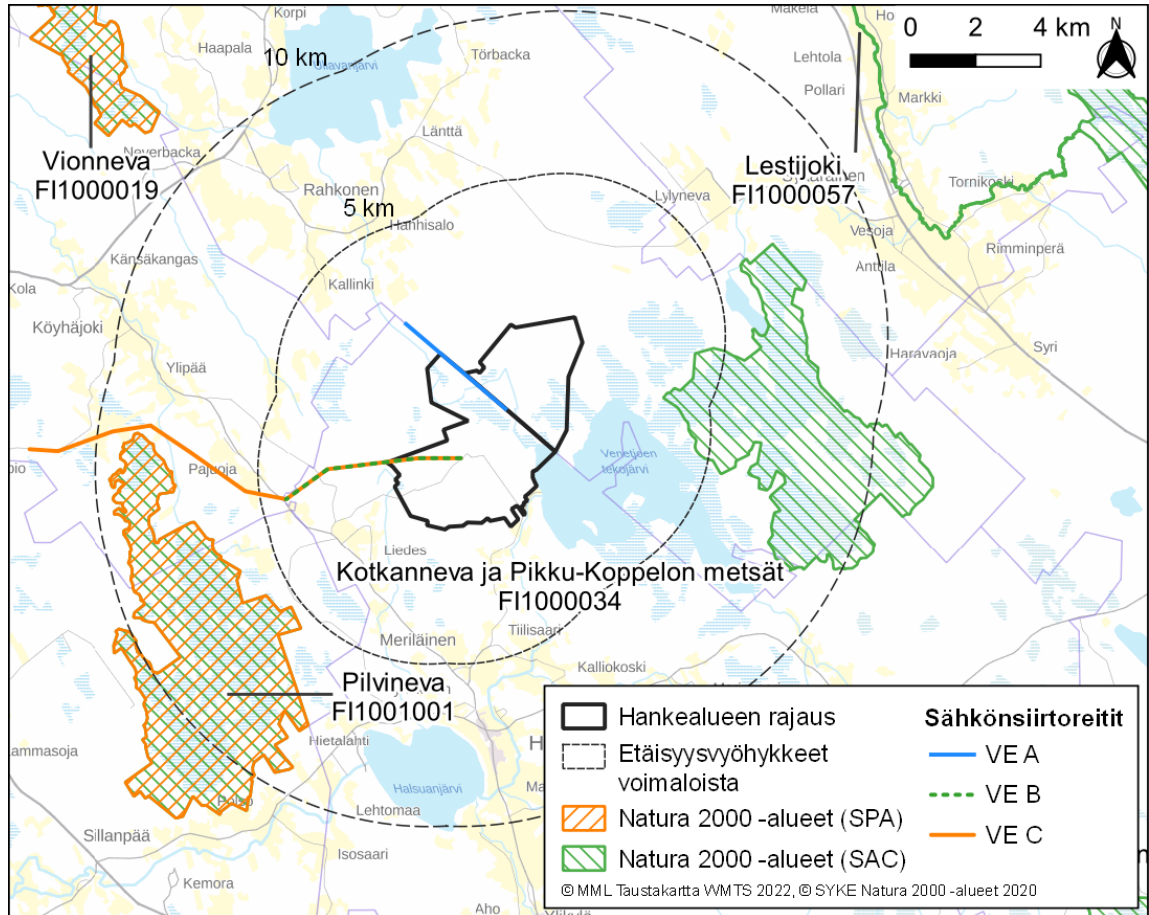 Korpi
Makela
Ho
0 2 4 km
N
Haapala
10 km
Ullavanjärvi
Törbacka
Lehtola
Pollari
Markki
Läntta
Vionneva
FI1000019
Lestijoki
FI1000057
Rahkonen
5 km
Hanhisalo
Lylyneva
Tornikoski
Vesoja
Rimminperä
Anttila
Känsäkangas
Kallinki
Kola
Köyhäjoki
Ylipää
Haravaoja
Syri
Pajuoja
Venetjoen
tekojärvi
Liedes
Kotkanneva ja Pikku-Koppelon metsät
FI1000034
Tiilisaari
Meriläinen
Kalliokoski
Pilvineva
FI1001001
Hietalahti
Halsuanjärvi
Lehtomaa
Polso
Sillanpää
Isosaari
Kemora
Aho
Hankealueen rajaus
Etäisyysvyöhykkeet
voimaloista
Natura 2000 -alueet (SPA)
Natura 2000 -alueet (SAC)
Sähkönsiirtoreitit
VE A
VE B
VE C
© MML Taustakartta WMTS 2022, © SYKE Natura 2000 -alueet 2020